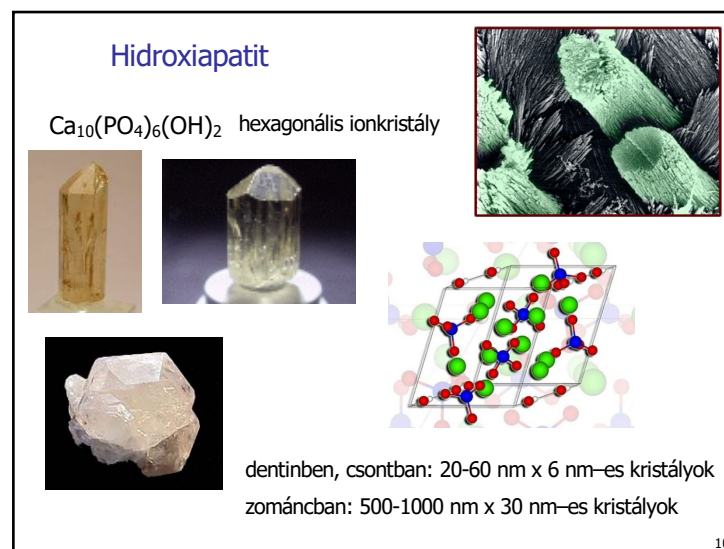 Hidroxiapatit
Ca₁₀(PO₄)₆(OH)₂ hexagonális ionkristály
dentinben, csontban: 20-60 nm x 6 nm–es kristályok
zománcban: 500-1000 nm x 30 nm–es kristályok